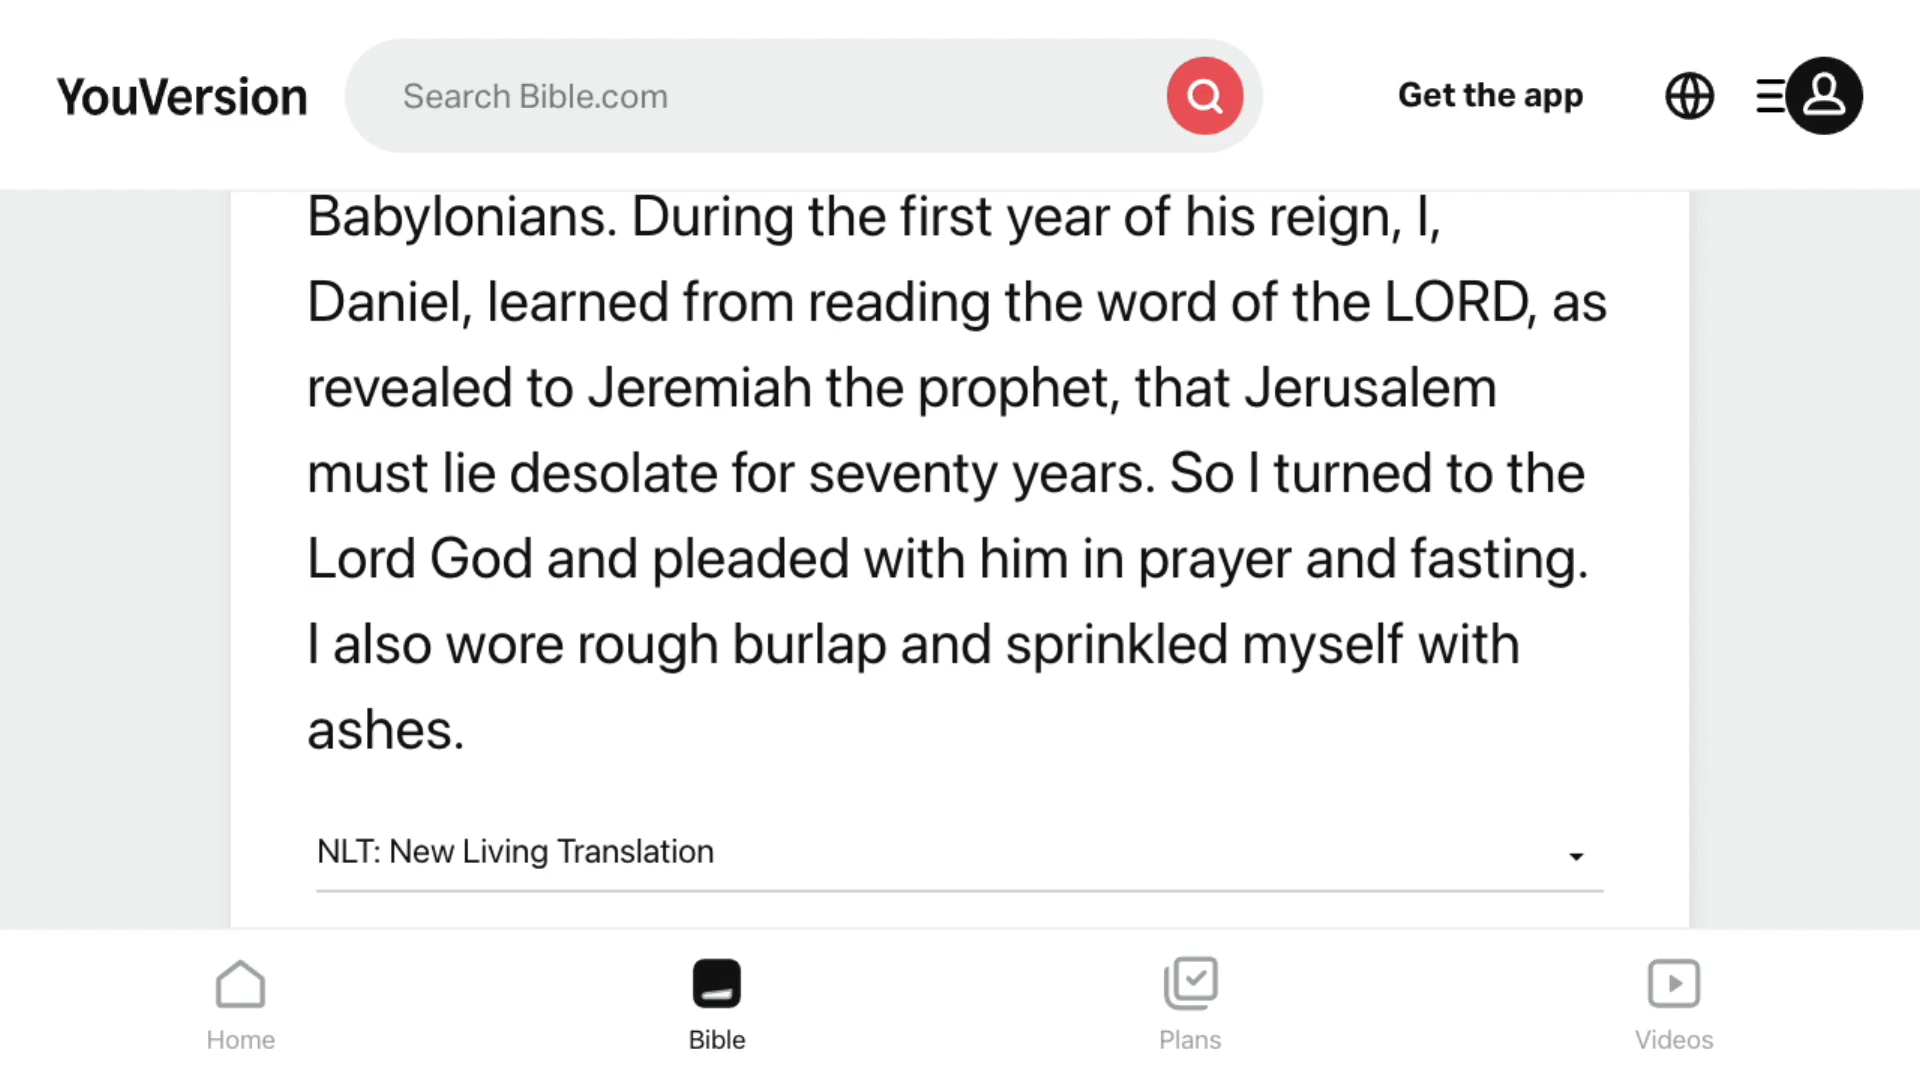 YouVersion
Search Bible.com
Get the app
Babylonians. During the first year of his reign, I,
Daniel, learned from reading the word of the LORD, as
revealed to Jeremiah the prophet, that Jerusalem
must lie desolate for seventy years. So I turned to the
Lord God and pleaded with him in prayer and fasting.
I also wore rough burlap and sprinkled myself with
ashes.
NLT: New Living Translation
Home
Bible
Plans
Videos